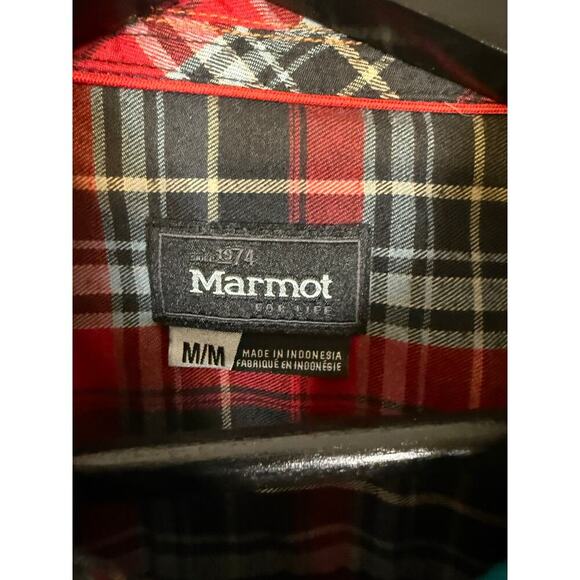 SINCE 1974
Marmot
FOR LIFE
M/M
MADE IN INDONESIA
FABRIQUÉ EN INDONÉSIE